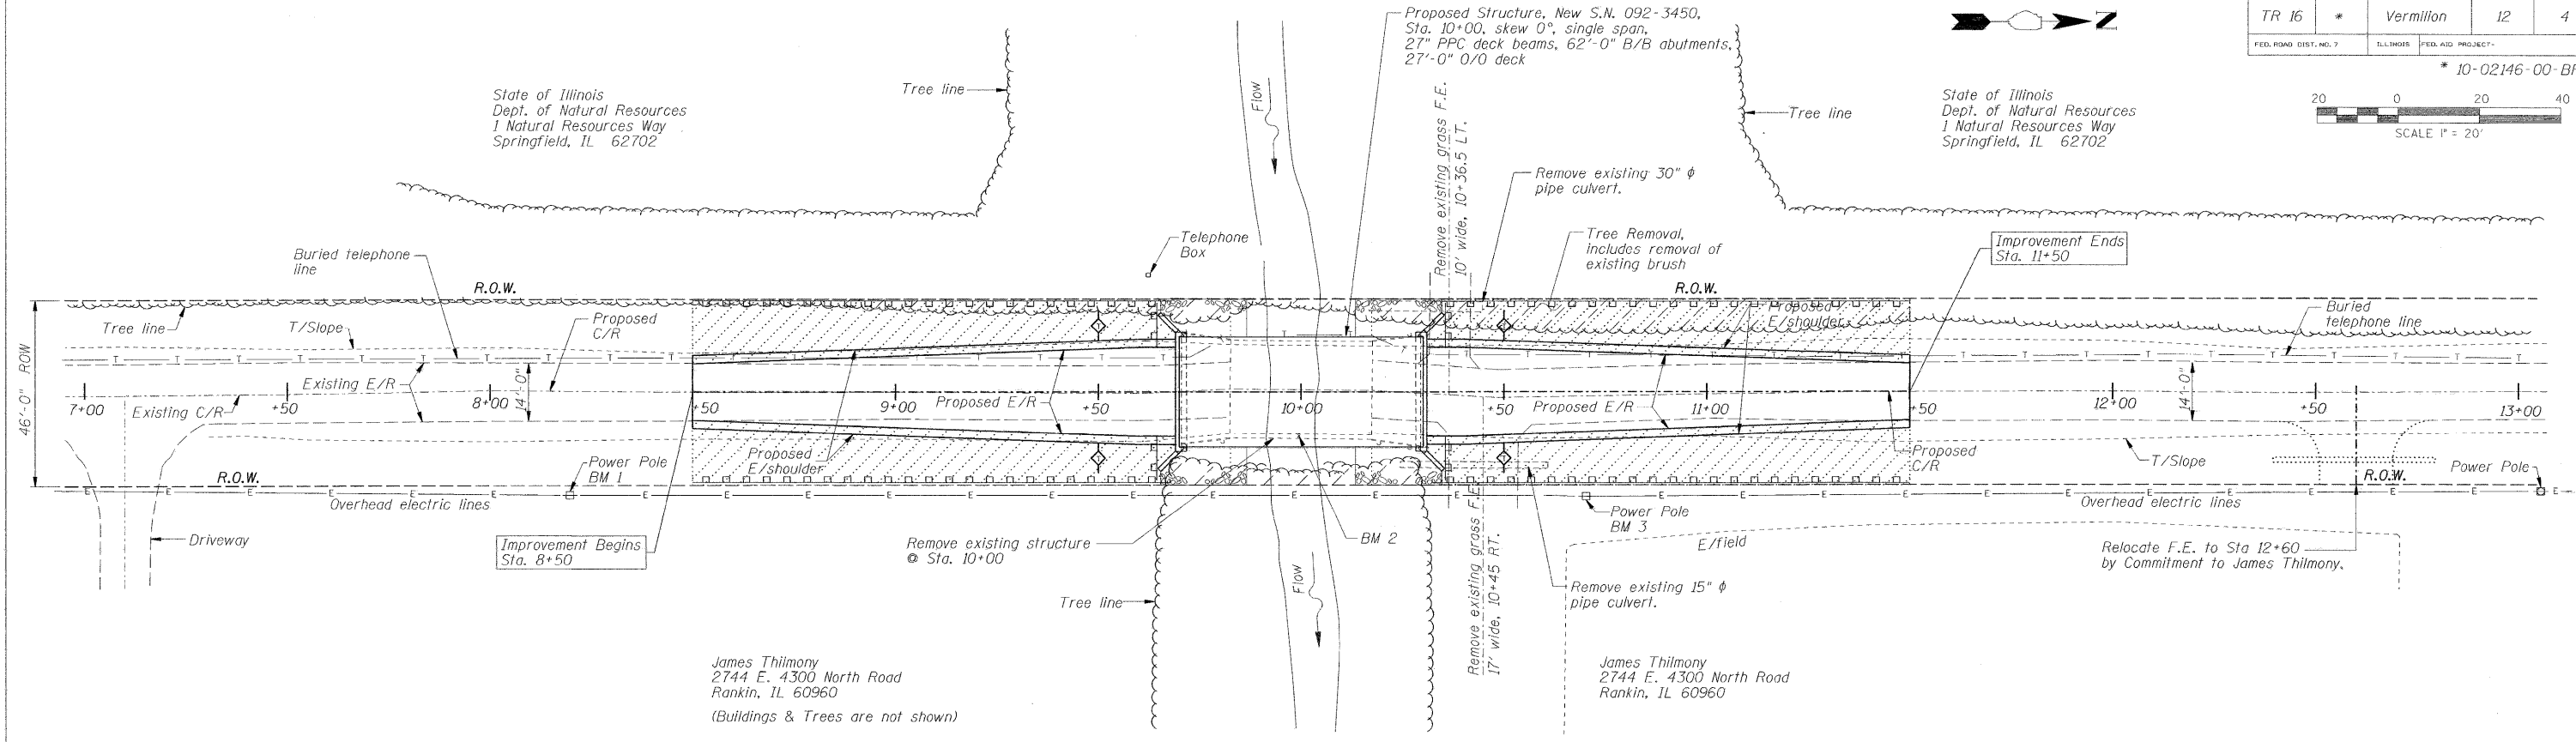 Proposed Structure, New S.N. 092-3450,
Sta. 10+00, skew 0°, single span,
27" PPC deck beams, 62'-0" B/B abutments,
27'-0" O/O deck
N
TR 16 * Vermilion 12 4
FED. ROAD DIST. NO. 7 ILLINOIS FED. AID PROJECT-
* 10-02146-00-BR
20 0 20 40
SCALE 1" = 20'
State of Illinois
Dept. of Natural Resources
1 Natural Resources Way
Springfield, IL 62702
Tree line
Flow
Remove existing grass F.E.
10' wide, 10+36.5 LT.
Tree line
State of Illinois
Dept. of Natural Resources
1 Natural Resources Way
Springfield, IL 62702
Remove existing 30" φ
pipe culvert.
Telephone
Box
Tree Removal,
includes removal of
existing brush
Improvement Ends
Sta. 11+50
Buried telephone
line
R.O.W.
R.O.W.
46'-0" ROW
Tree line
T/Slope
Proposed
C/R
Proposed
E/shoulder
Buried
telephone line
Existing E/R
14'-0"
Existing C/R
7+00
+50
8+00
+50
9+00
Proposed E/R
+50
10+00
+50
Proposed E/R
11+00
+50
12+00
14'-0"
+50
13+00
Proposed
E/shoulder
Proposed
C/R
T/Slope
R.O.W.
Power Pole
BM 1
Power Pole
R.O.W.
Overhead electric lines
Overhead electric lines
Driveway
Improvement Begins
Sta. 8+50
Remove existing structure
@ Sta. 10+00
BM 2
Power Pole
BM 3
E/field
Relocate F.E. to Sta 12+60
by Commitment to James Thilmony.
Tree line
Flow
Remove existing grass F.E.
17' wide, 10+45 RT.
Remove existing 15" φ
pipe culvert.
James Thilmony
2744 E. 4300 North Road
Rankin, IL 60960
(Buildings & Trees are not shown)
James Thilmony
2744 E. 4300 North Road
Rankin, IL 60960